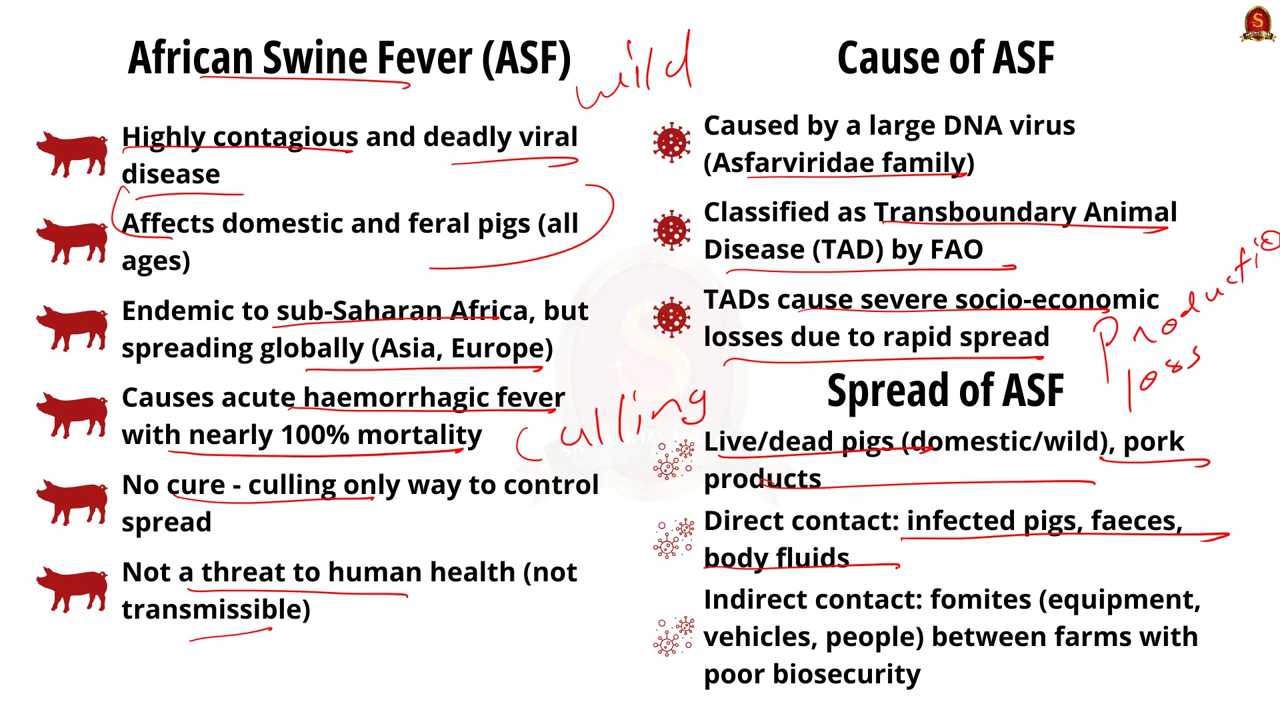 African Swine Fever (ASF)
wild
Highly contagious and deadly viral
disease
Affects domestic and feral pigs (all
ages)
Endemic to sub-Saharan Africa, but
spreading globally (Asia, Europe)
Causes acute haemorrhagic fever
with nearly 100% mortality
culling
No cure - culling only way to control
spread
Not a threat to human health (not
transmissible)
Cause of ASF
Caused by a large DNA virus
(Asfarviridae family)
Classified as Transboundary Animal
Disease (TAD) by FAO
TADs cause severe socio-economic
losses due to rapid spread
Production
loss
Spread of ASF
Live/dead pigs (domestic/wild), pork
products
Direct contact: infected pigs, faeces,
body fluids
Indirect contact: fomites (equipment,
vehicles, people) between farms with
poor biosecurity